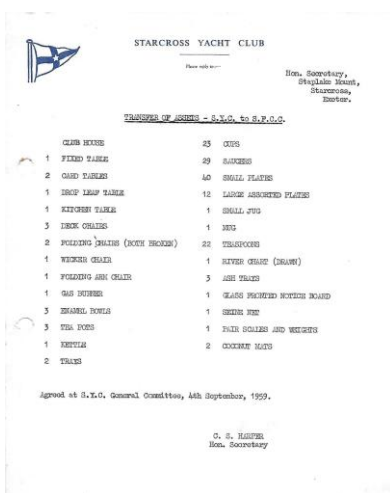 STARCROSS YACHT CLUB
Please reply to:—
Hon. Secretary,
Staplake Mount,
Starcross,
Exeter.
TRANSFER OF ASSETS - S.Y.C. to S.F.C.C.
CLUB HOUSE
1 FIXED TABLE
2 CARD TABLES
1 DROP LEAF TABLE
1 KITCHEN TABLE
3 DECK CHAIRS
2 FOLDING CHAIRS (BOTH BROKEN)
1 WICKER CHAIR
1 FOLDING ARM CHAIR
1 GAS BURNER
3 ENAMEL BOWLS
3 TEA POTS
1 KETTLE
2 TRAYS
23 CUPS
29 SAUCERS
40 SMALL PLATES
12 LARGE ASSORTED PLATES
1 SMALL JUG
1 MUG
22 TEASPOONS
1 RIVER CHART (DRAWN)
3 ASH TRAYS
1 GLASS FRONTED NOTICE BOARD
1 SEINE NET
1 PAIR SCALES AND WEIGHTS
2 COCONUT MATS
Agreed at S.Y.C. General Committee, 4th September, 1959.
C. S. HARPER
Hon. Secretary